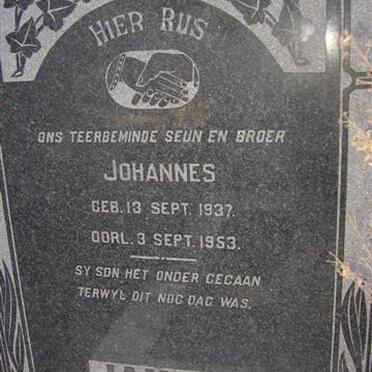 HIER RUS
ONS TEERBEMINDE SEUN EN BROER
JOHANNES
GEB. 13 SEPT. 1937.
OORL. 3 SEPT. 1953.
SY SON HET ONDER GEGAAN
TERWYL DIT NOG DAG WAS.